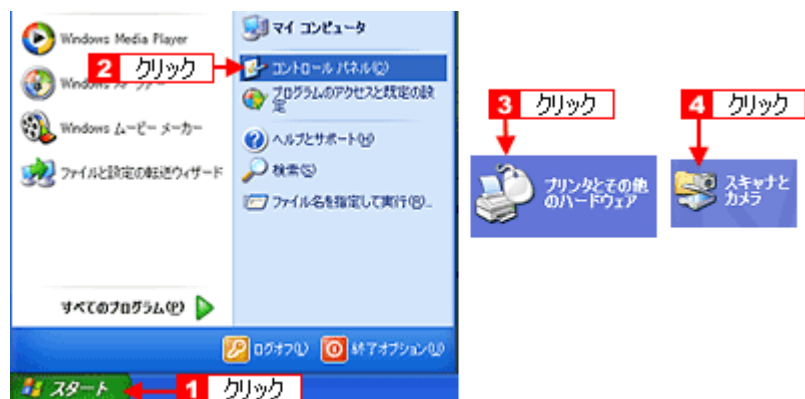 Windows Media Player
マイ コンピュータ
2 クリック
コントロール パネル(C)
Windows
プログラムのアクセスと既定の設
定
Windows ムービー メーカー
ヘルプとサポート(H)
ファイルと設定の転送ウィザード
検索(S)
ファイル名を指定して実行(R)...
すべてのプログラム(P)
ログオフ(L)
終了オプション(U)
スタート
1 クリック
3 クリック
プリンタとその他
のハードウェア
4 クリック
スキャナと
カメラ